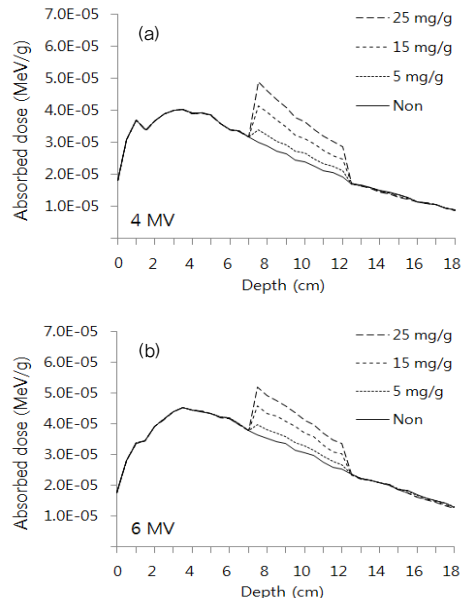 7.0E-05
6.0E-05
5.0E-05
4.0E-05
3.0E-05
2.0E-05
1.0E-05
Absorbed dose (MeV/g)
(a)
25 mg/g
15 mg/g
5 mg/g
Non
4 MV
0 2 4 6 8 10 12 14 16 18
Depth (cm)
7.0E-05
6.0E-05
5.0E-05
4.0E-05
3.0E-05
2.0E-05
1.0E-05
Absorbed dose (MeV/g)
(b)
25 mg/g
15 mg/g
5 mg/g
Non
6 MV
0 2 4 6 8 10 12 14 16 18
Depth (cm)